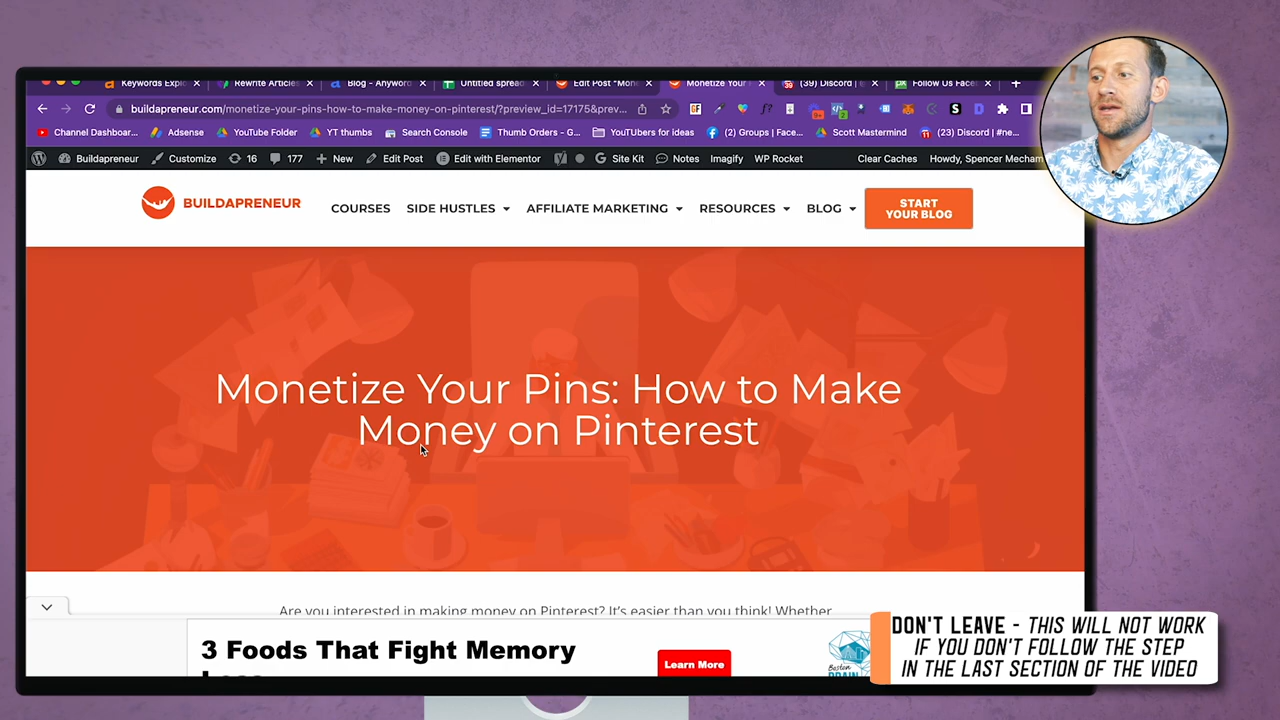 Keywords Expl
Rewrite Articles
Blog - Anyword
Untitled spread
Edit Post "Mone
Monetize Your
(39) Discord |
Follow Us Face
buildapreneur.com/monetize-your-pins-how-to-make-money-on-pinterest/?preview_id=17175&prev...
Channel Dashboar...
Adsense
YouTube Folder
YT thumbs
Search Console
Thumb Orders - G...
YouTUbers for ideas
(2) Groups | Face...
Scott Mastermind
(23) Discord | #ne...
Buildapreneur
Customize
16
177
New
Edit Post
Edit with Elementor
Site Kit
Notes
Imagify
WP Rocket
Clear Caches
Howdy, Spencer Mecham
BUILDAPRENEUR
COURSES
SIDE HUSTLES
AFFILIATE MARKETING
RESOURCES
BLOG
START
YOUR BLOG
Monetize Your Pins: How to Make
Money on Pinterest
Are you interested in making money on Pinterest? It's easier than you think! Whether
3 Foods That Fight Memory
Learn More
DON'T LEAVE - THIS WILL NOT WORK
IF YOU DON'T FOLLOW THE STEP
IN THE LAST SECTION OF THE VIDEO